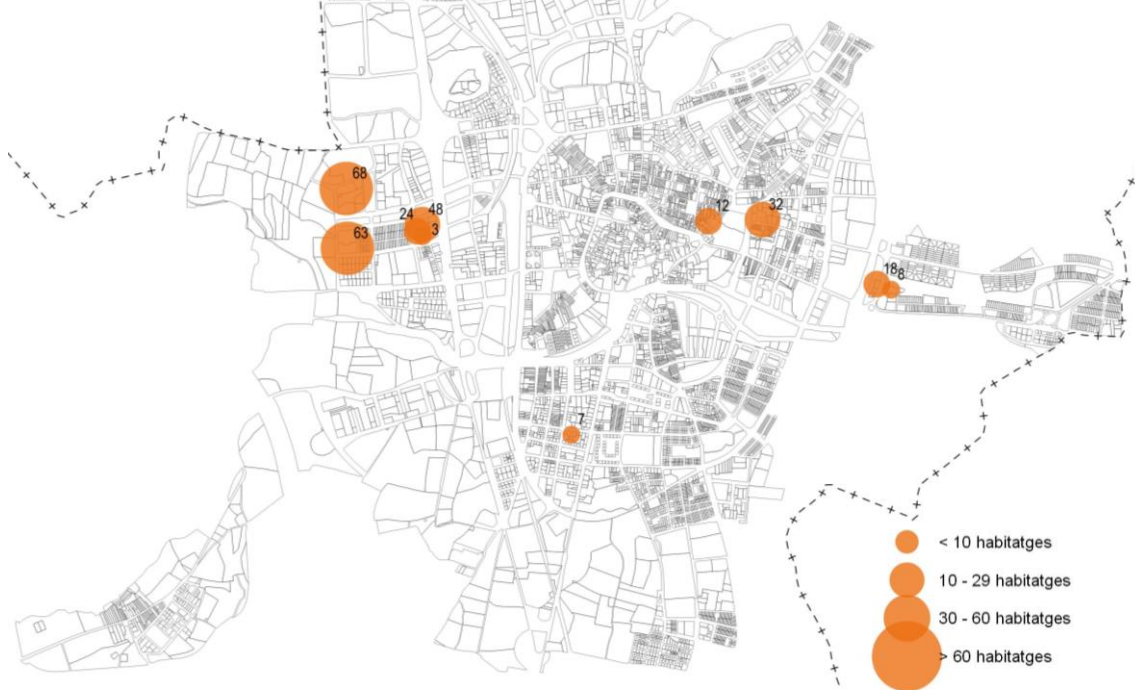 68
24 48
3
63
12
32
18 8
7
< 10 habitatges
10 - 29 habitatges
30 - 60 habitatges
> 60 habitatges